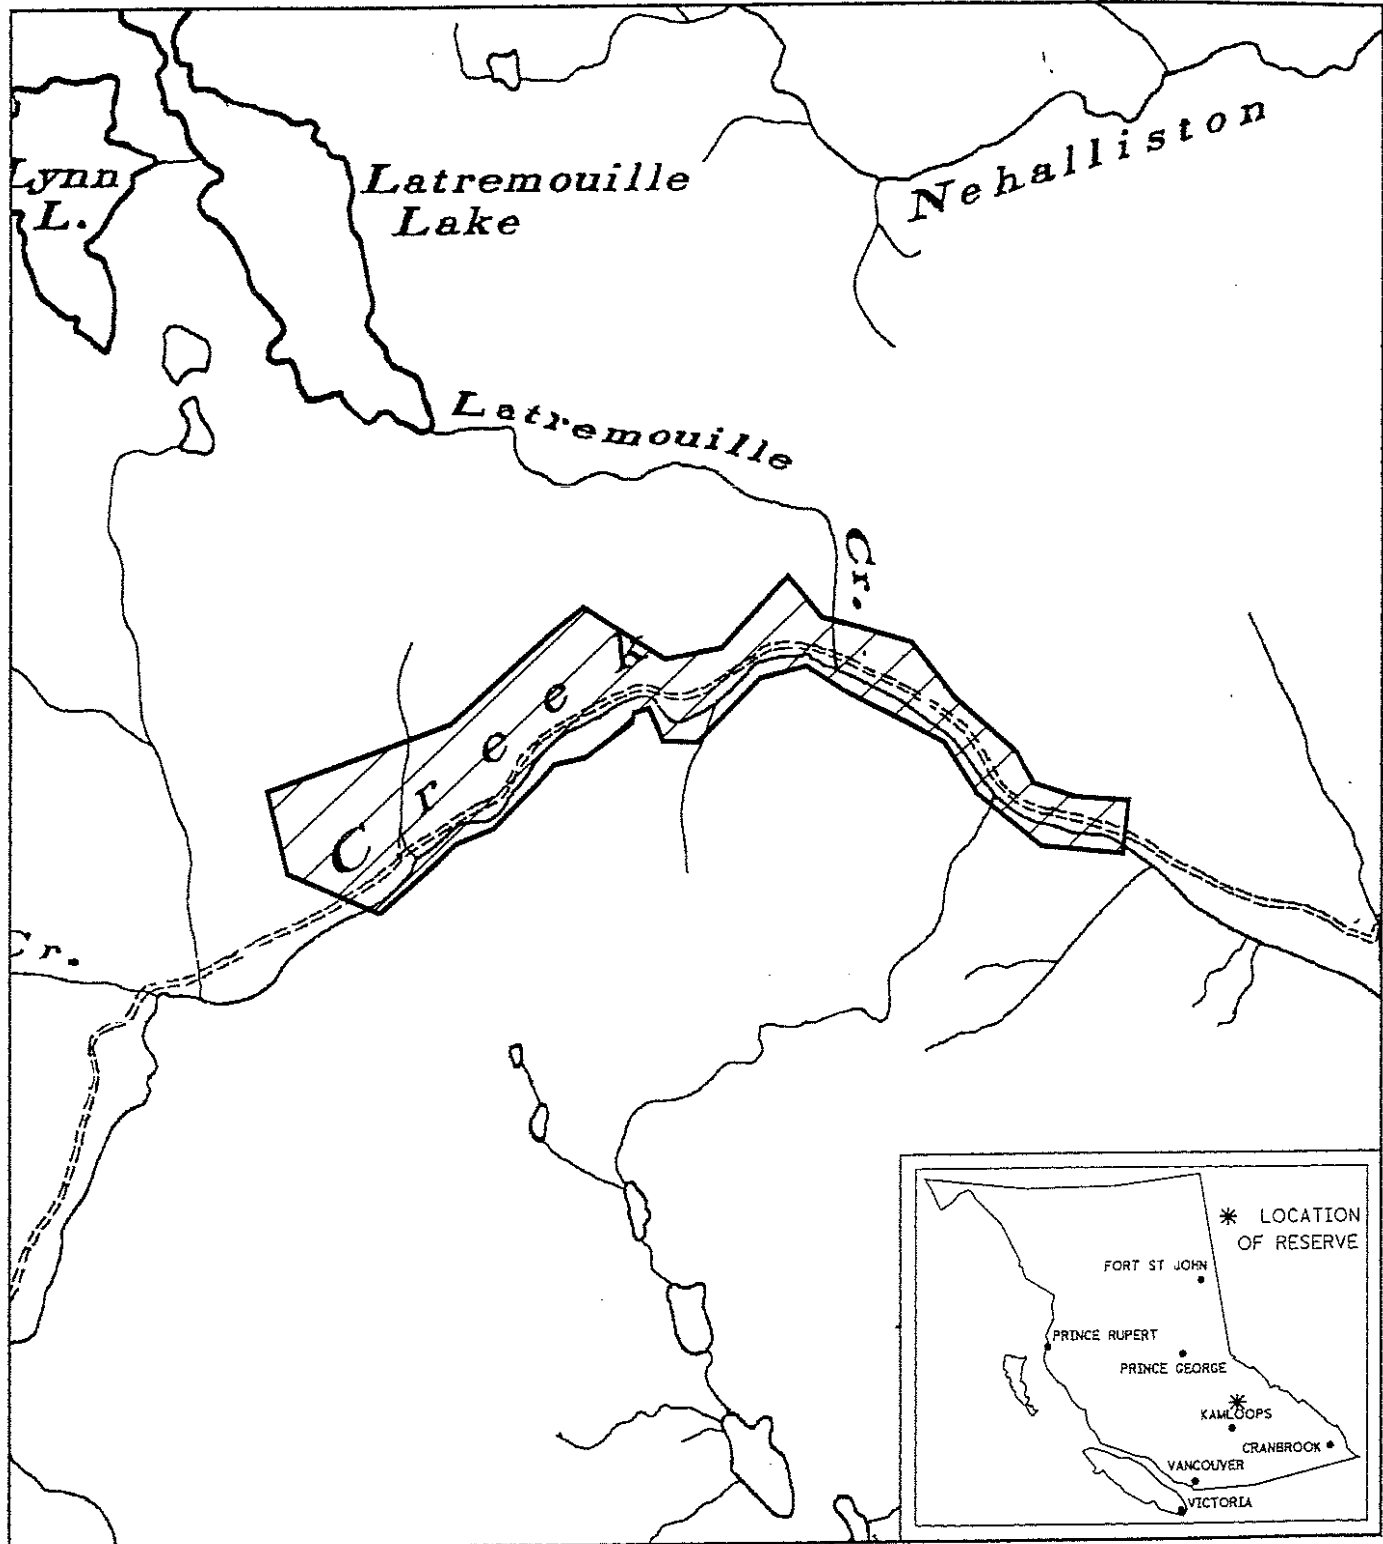 Lynn
L.
Latremouille
Lake
Nehalliston
Latremouille
Cr.
Creek
Cr.
LOCATION
OF RESERVE
FORT ST JOHN
PRINCE RUPERT
PRINCE GEORGE
KAMLOOPS
CRANBROOK
VANCOUVER
VICTORIA